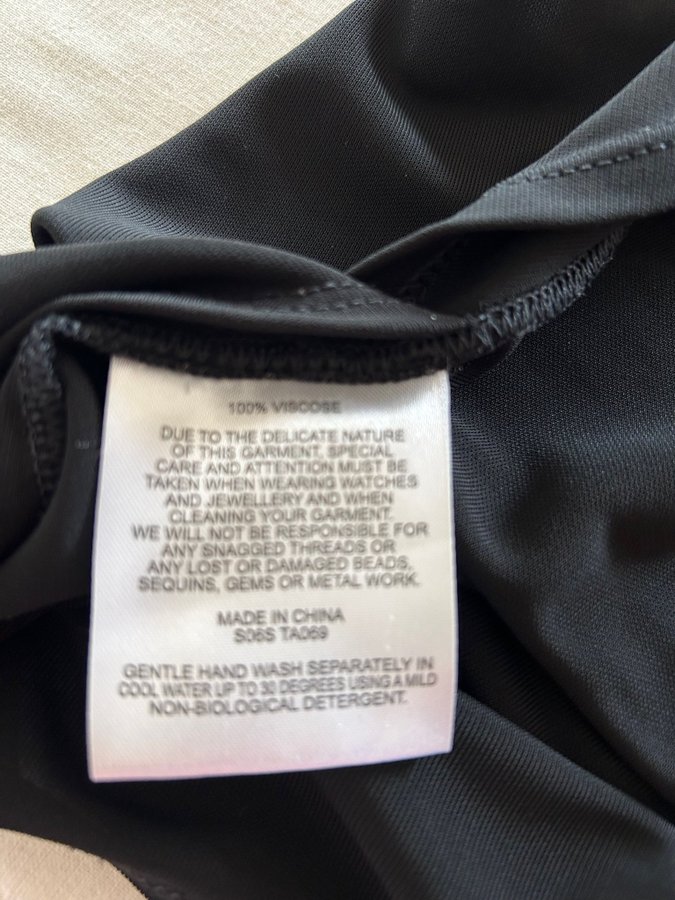 100% VISCOSE
DUE TO THE DELICATE NATURE
OF THIS GARMENT, SPECIAL
CARE AND ATTENTION MUST BE
TAKEN WHEN WEARING WATCHES
AND JEWELLERY AND WHEN
CLEANING YOUR GARMENT.
WE WILL NOT BE RESPONSIBLE FOR
ANY SNAGGED THREADS OR
ANY LOST OR DAMAGED BEADS,
SEQUINS, GEMS OR METAL WORK.
MADE IN CHINA
S06S TA069
GENTLE HAND WASH SEPARATELY IN
COOL WATER UP TO 30 DEGREES USING A MILD
NON-BIOLOGICAL DETERGENT.